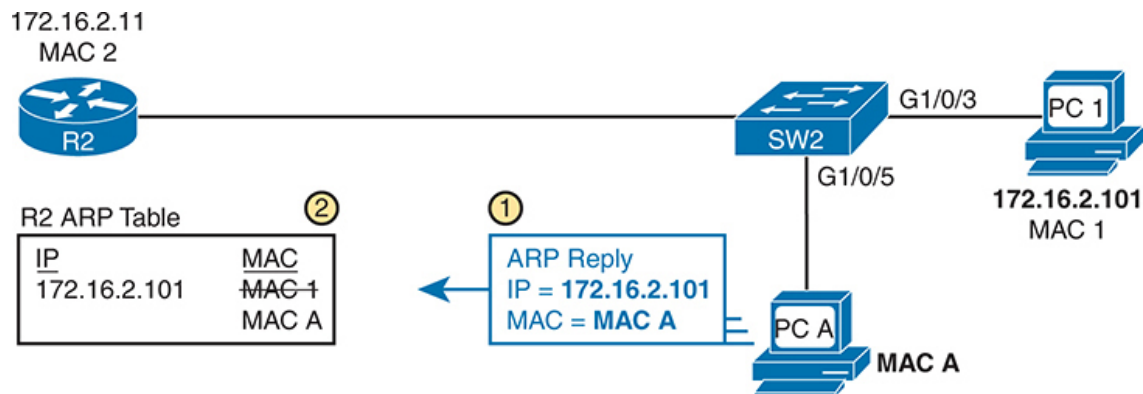 172.16.2.11
MAC 2
R2
SW2
G1/0/3
PC 1
G1/0/5
172.16.2.101
MAC 1
R2 ARP Table
2
IP MAC
172.16.2.101 MAC 1
MAC A
1
ARP Reply
IP = 172.16.2.101
MAC = MAC A
PC A
MAC A